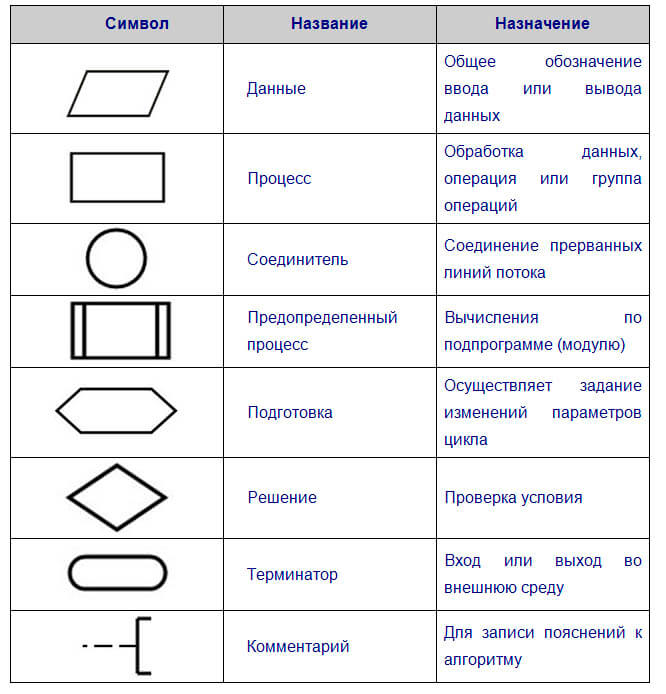 Символ Название Назначение
Данные
Общее обозначение
ввода или вывода
данных
Процесс
Обработка данных,
операция или группа
операций
Соединитель
Соединение прерванных
линий потока
Предопределенный
процесс
Вычисления по
подпрограмме (модулю)
Подготовка
Осуществляет задание
изменений параметров
цикла
Решение
Проверка условия
Терминатор
Вход или выход во
внешнюю среду
Комментарий
Для записи пояснений к
алгоритму